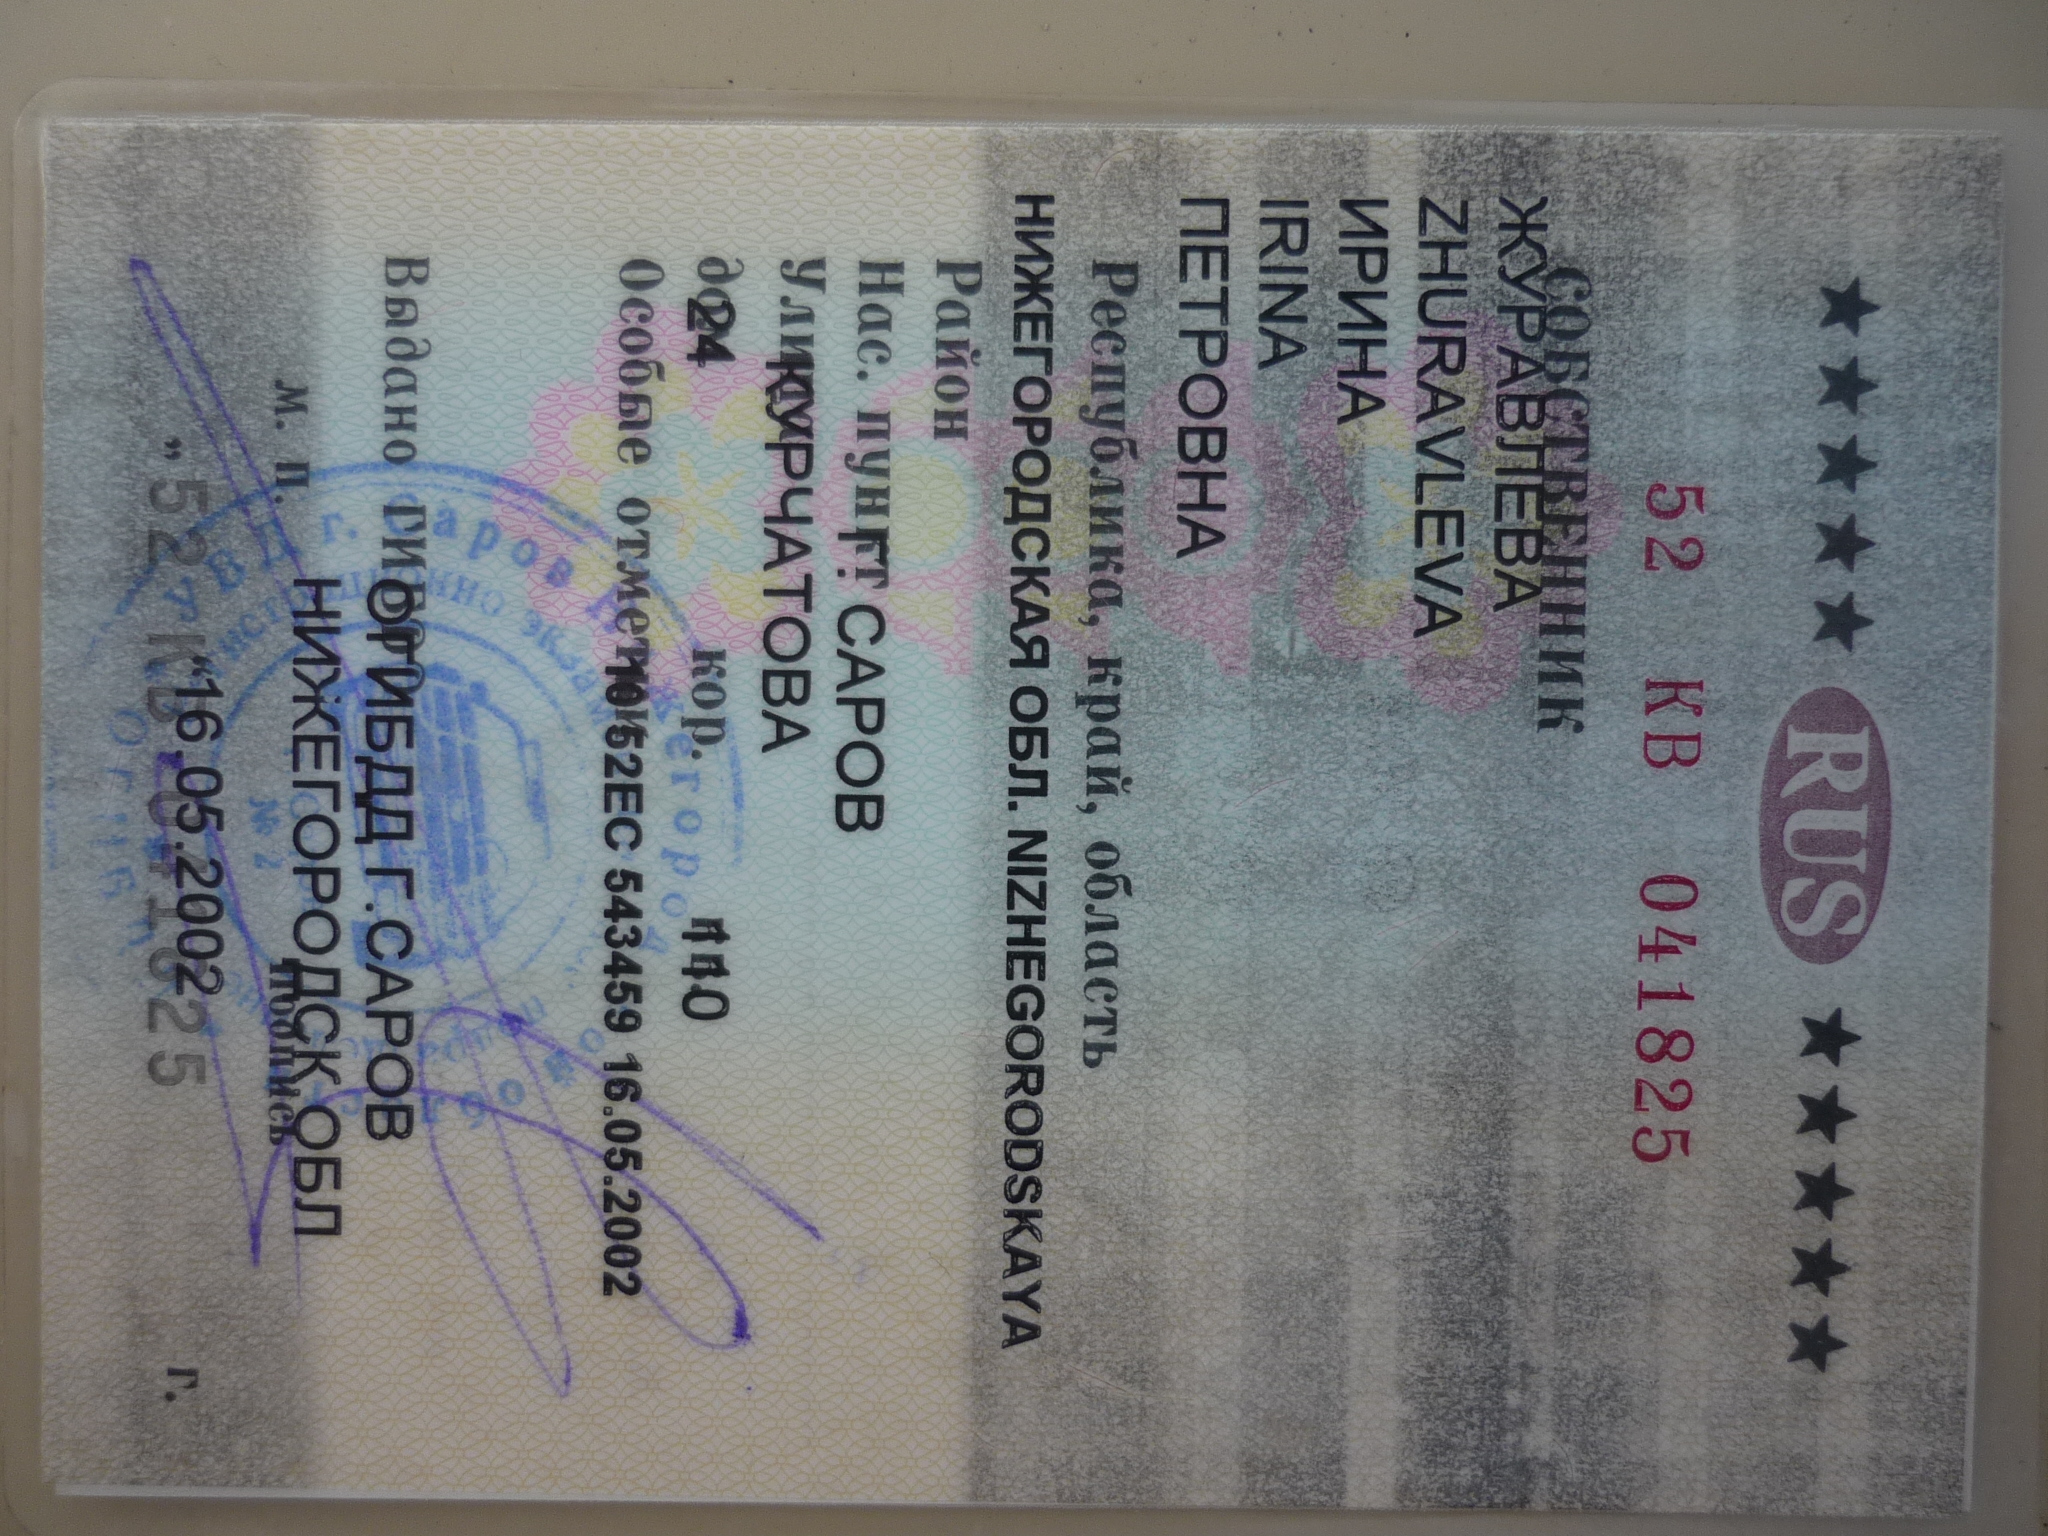 RUS
52 КВ 041825
СОБСТВЕННИК
ЖУРАВЛЕВА
ZHURAVLEVA
ИРИНА
IRINA
ПЕТРОВНА
Республика, край, область
НИЖЕГОРОДСКАЯ ОБЛ. NIZHEGORODSKAYA
Район
Нас. пункт Г. САРОВ
Улица КУРЧАТОВА
дом 24 кор.
Особые отметки
52ЕС 543459 16.05.2002
Выдано ГИБДД
ОГИБДД Г.САРОВ
НИЖЕГОРОДСК ОБЛ
М. П. подпись
16.05.2002 г.